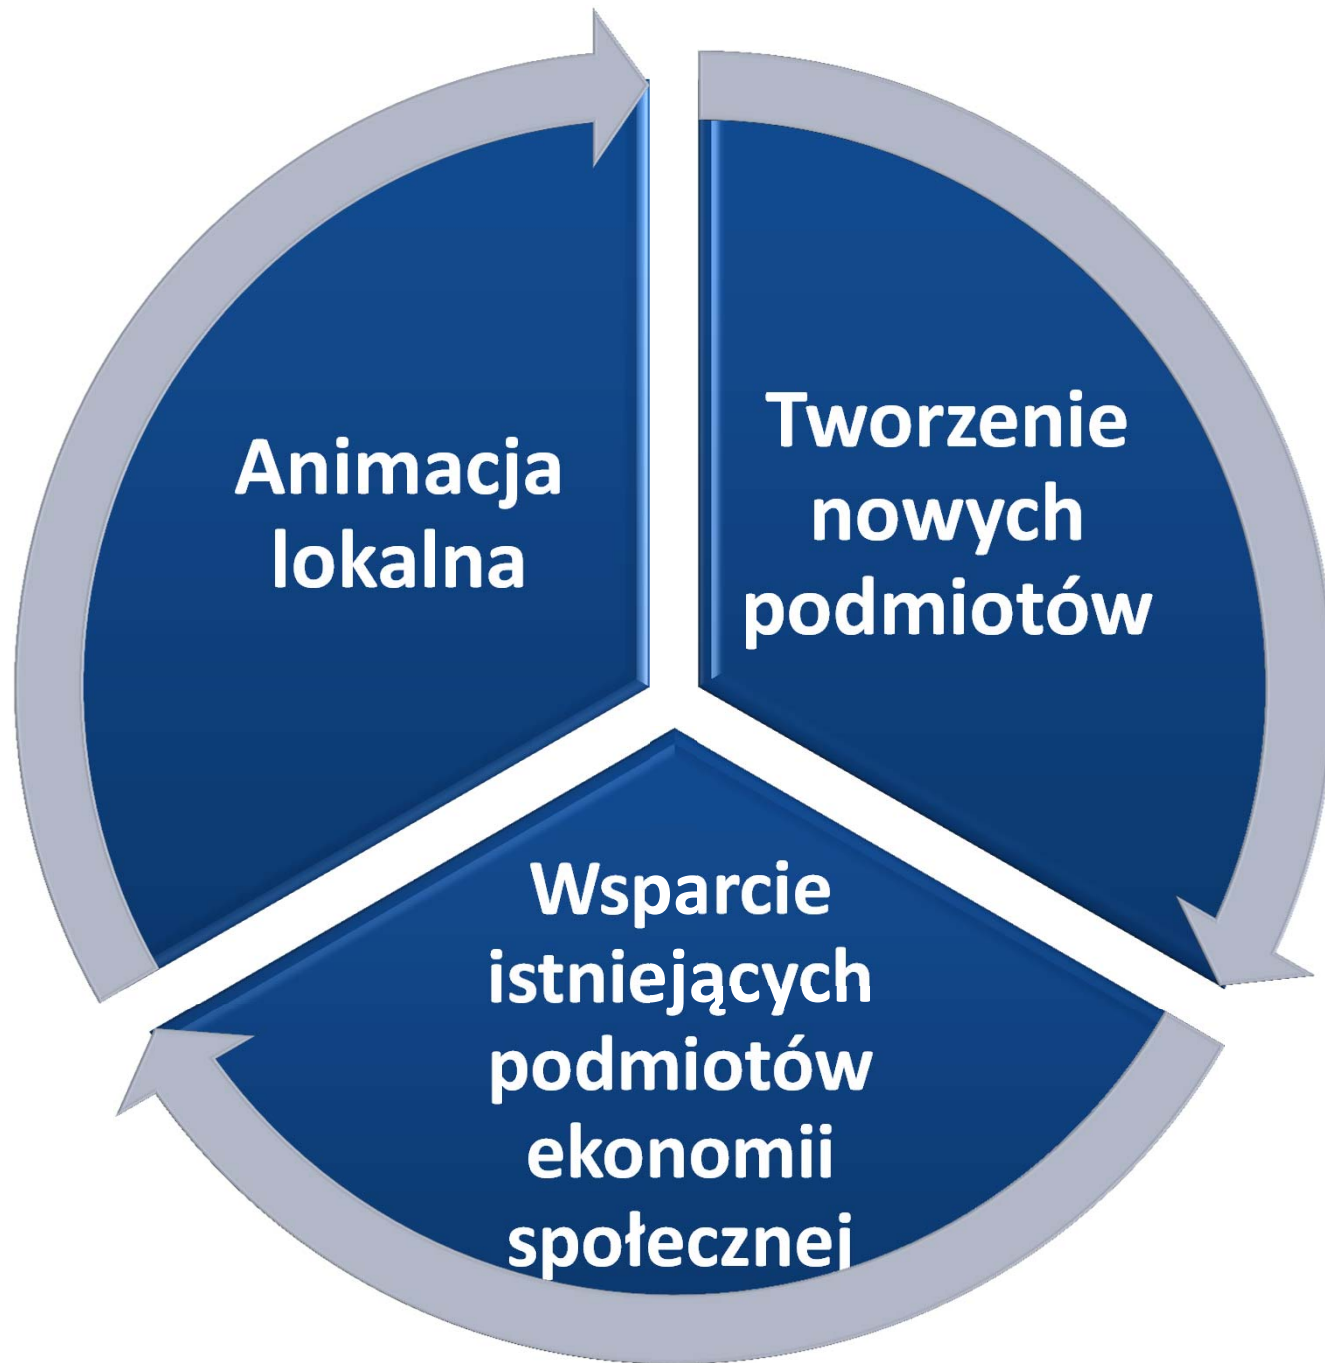 Animacja
lokalna
Tworzenie
nowych
podmiotów
Wsparcie
istniejących
podmiotów
ekonomii
społecznej